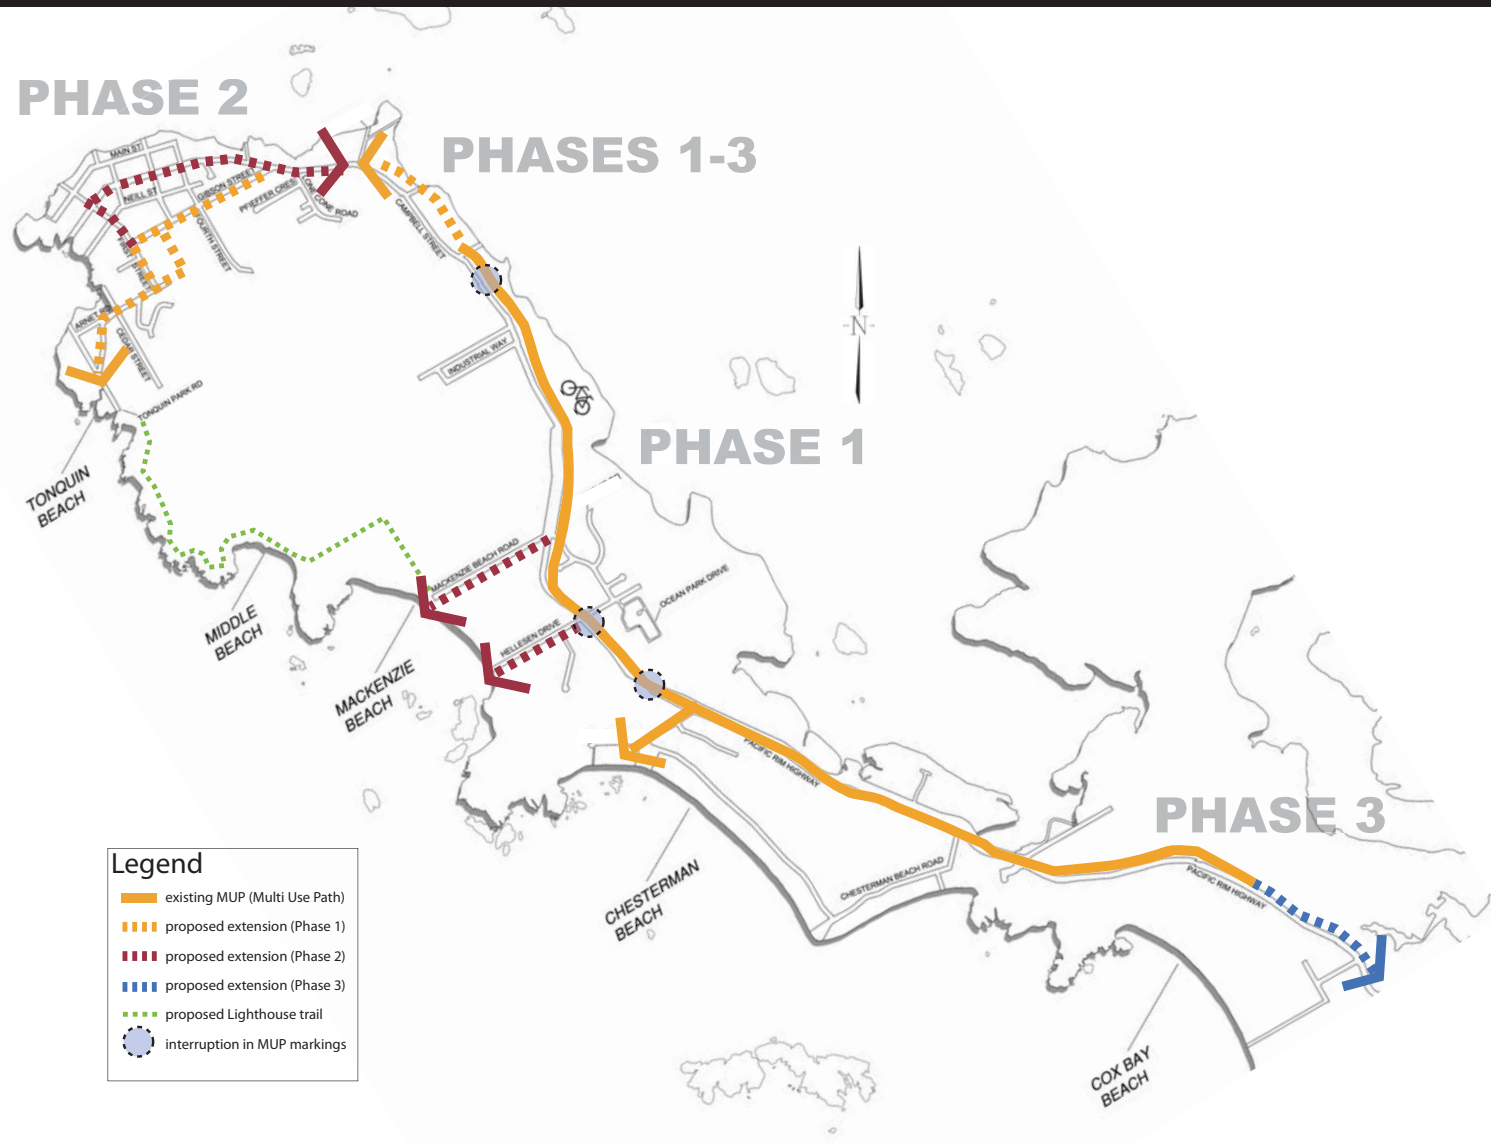 PHASE 2
PHASES 1-3
MAIN ST
NEILL ST
GIBSON STREET
PFIEFFER CRES
LONE CONE ROAD
CAMPBELL STREET
FOURTH STREET
FIRST STREET
ARNET RD
CEDAR STREET
TONQUIN PARK RD
-N-
INDUSTRIAL WAY
PHASE 1
TONQUIN
BEACH
MACKENZIE BEACH ROAD
OCEAN PARK DRIVE
HELLESEN DRIVE
MIDDLE
BEACH
MACKENZIE
BEACH
PACIFIC RIM HIGHWAY
PHASE 3
CHESTERMAN BEACH ROAD
PACIFIC RIM HIGHWAY
CHESTERMAN
BEACH
COX BAY
BEACH
Legend
existing MUP (Multi Use Path)
proposed extension (Phase 1)
proposed extension (Phase 2)
proposed extension (Phase 3)
proposed Lighthouse trail
interruption in MUP markings